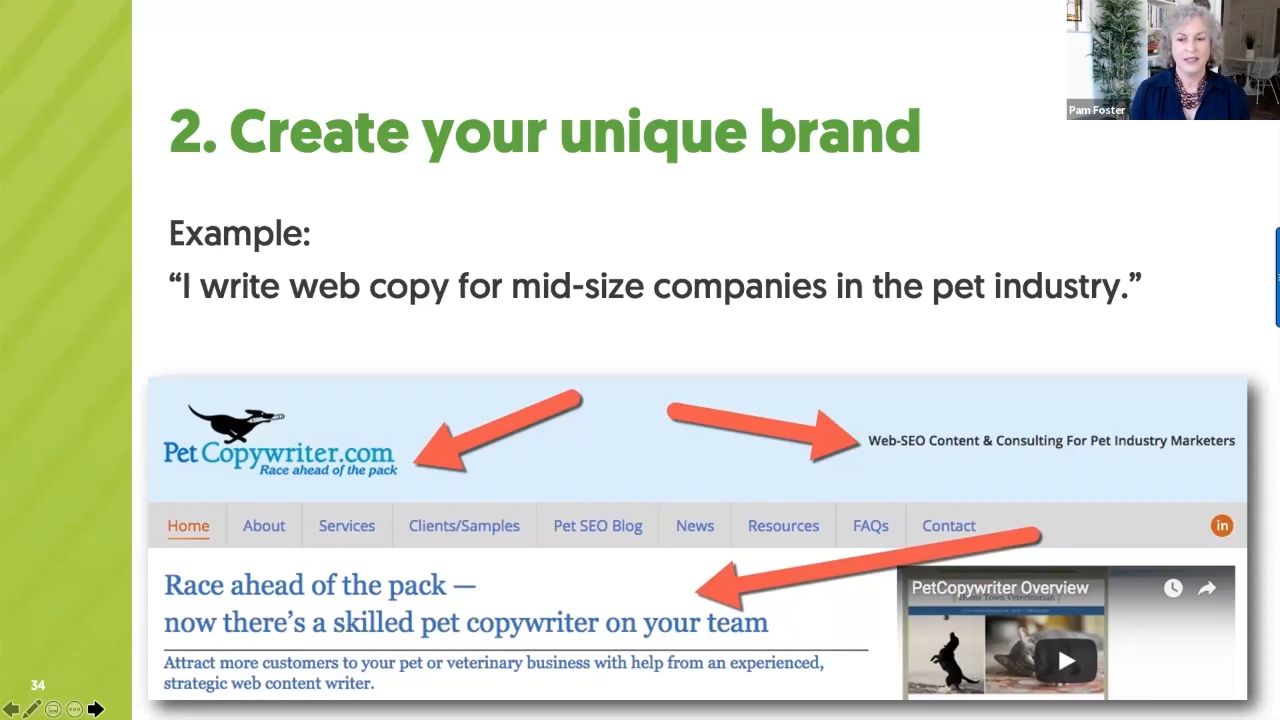 Pam Foster
2. Create your unique brand
Example:
“I write web copy for mid-size companies in the pet industry.”
PetCopywriter.com
Race ahead of the pack
Web-SEO Content & Consulting For Pet Industry Marketers
Home About Services Clients/Samples Pet SEO Blog News Resources FAQs Contact
in
Race ahead of the pack —
now there’s a skilled pet copywriter on your team
Attract more customers to your pet or veterinary business with help from an experienced,
strategic web content writer.
PetCopywriter Overview
Home Town Veterinarian
34